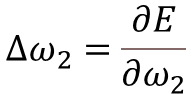 Δω₂ = ∂E / ∂ω₂